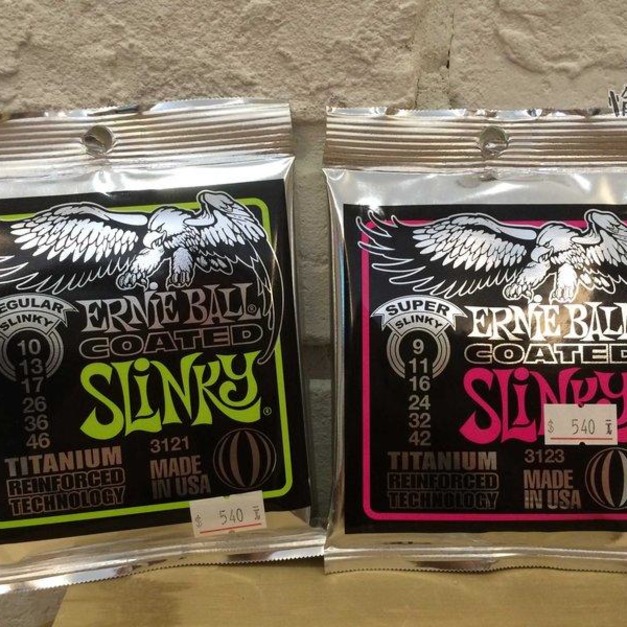 REGULAR
SLINKY
10
13
17
26
36
46
ERNIE BALL®
COATED
SLINKY®
3121
TITANIUM
REINFORCED
TECHNOLOGY
MADE
IN USA
$ 540 元
SUPER
SLINKY
9
11
16
24
32
42
ERNIE BALL
COATED
SLINKY
$ 540 元
3123
TITANIUM
REINFORCED
TECHNOLOGY
MADE
IN USA